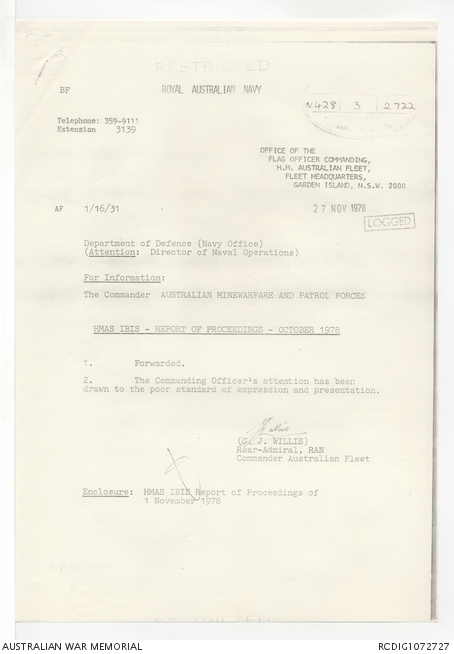 RESTRICTED
BF
ROYAL AUSTRALIAN NAVY
N428 3 2722
Telephone: 359-9111
Extension 3139
OFFICE OF THE
FLAG OFFICER COMMANDING,
H.M. AUSTRALIAN FLEET,
FLEET HEADQUARTERS,
GARDEN ISLAND, N.S.W. 2000
AF 1/16/31
27 NOV 1978
LOGGED
Department of Defence (Navy Office)
(Attention: Director of Naval Operations)
For Information:
The Commander AUSTRALIAN MINEWARFARE AND PATROL FORCES
HMAS IBIS - REPORT OF PROCEEDINGS - OCTOBER 1978
1. Forwarded.
2. The Commanding Officer's attention has been
drawn to the poor standard of expression and presentation.
(G. J. WILLIS)
Rear-Admiral, RAN
Commander Australian Fleet
Enclosure: HMAS IBIS Report of Proceedings of
1 November 1978
RESTRICTED
AUSTRALIAN WAR MEMORIAL
RCDIG1072727